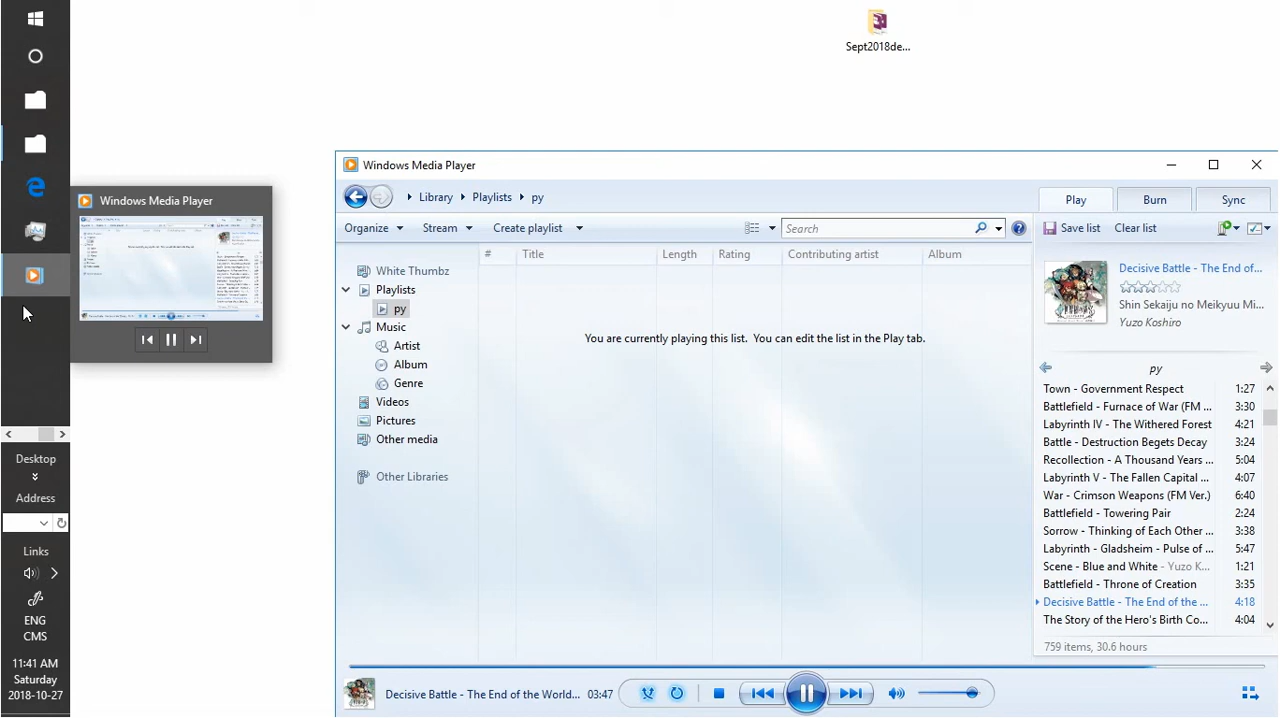 Sept2018de...
Windows Media Player
Windows Media Player
Library
Playlists
py
Play
Burn
Sync
Organize
Stream
Create playlist
Search
Save list
Clear list
#
Title
Length
Rating
Contributing artist
Album
White Thumbz
Playlists
py
Music
Artist
Album
Genre
Videos
Pictures
Other media
Other Libraries
You are currently playing this list.  You can edit the list in the Play tab.
Decisive Battle - The End of...
Shin Sekaiju no Meikyuu Mi...
Yuzo Koshiro
py
Town - Government Respect 1:27
Battlefield - Furnace of War (FM ... 3:30
Labyrinth IV - The Withered Forest 4:21
Battle - Destruction Begets Decay 3:24
Recollection - A Thousand Years ... 5:04
Labyrinth V - The Fallen Capital ... 4:07
War - Crimson Weapons (FM Ver.) 6:40
Battlefield - Towering Pair 2:24
Sorrow - Thinking of Each Other ... 3:38
Labyrinth - Gladsheim - Pulse of ... 5:47
Scene - Blue and White - Yuzo K... 1:21
Battlefield - Throne of Creation 3:35
Decisive Battle - The End of the ... 4:18
The Story of the Hero's Birth Co... 4:04
759 items, 30.6 hours
Decisive Battle - The End of the World... 03:47
Desktop
Address
Links
ENG
CMS
11:41 AM
Saturday
2018-10-27